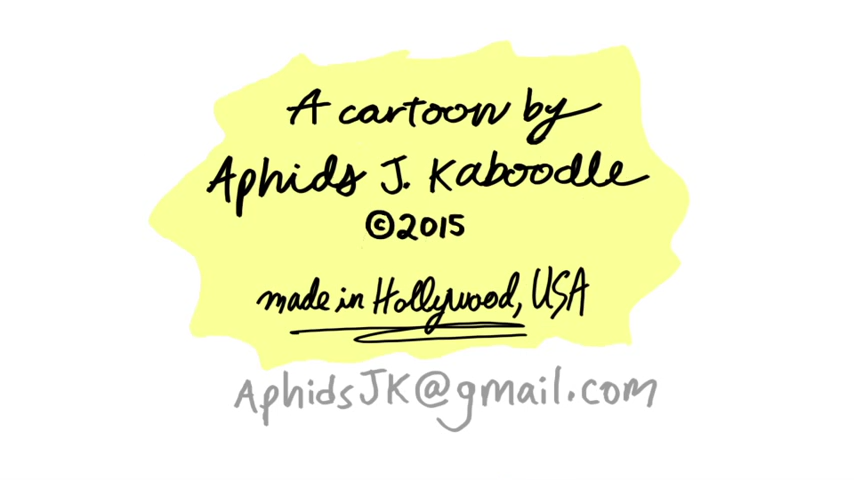 A cartoon by
Aphids J. Kaboodle
©2015
made in Hollywood, USA
AphidsJK@gmail.com